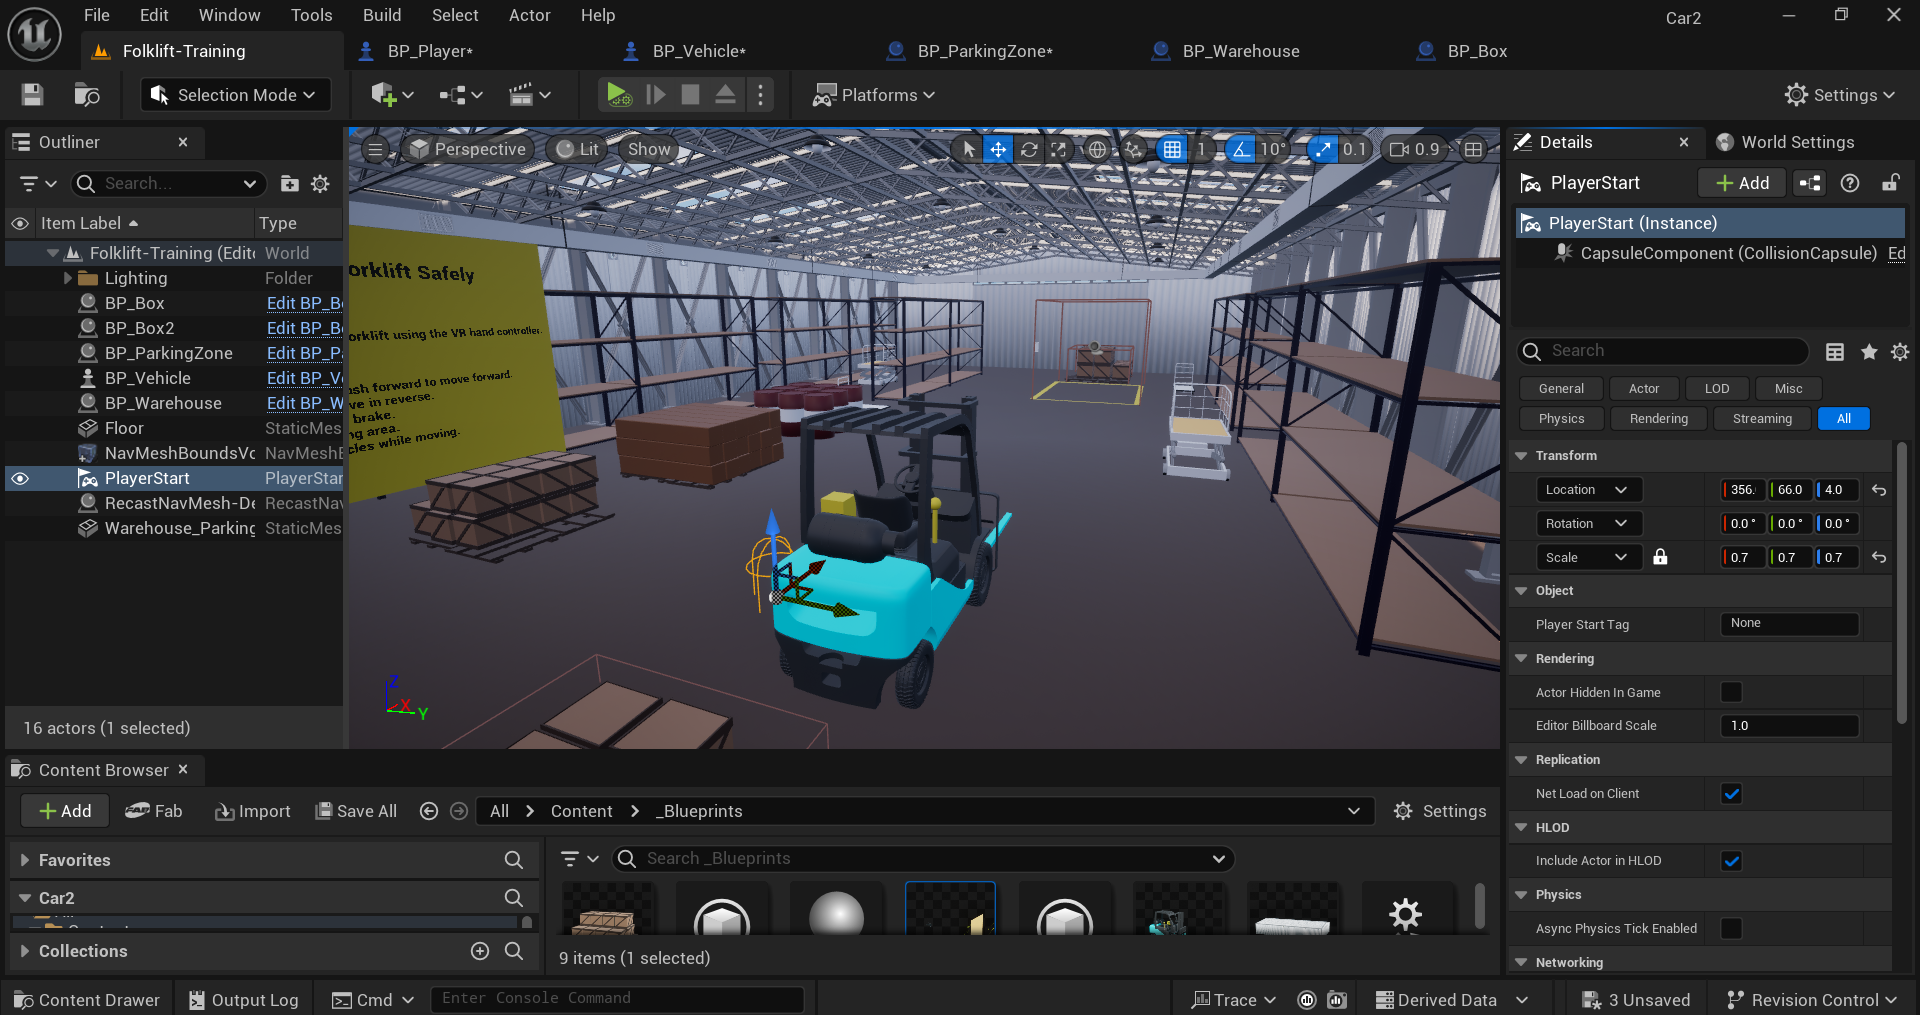 File Edit Window Tools Build Select Actor Help
Car2
Folklift-Training BP_Player* BP_Vehicle* BP_ParkingZone* BP_Warehouse BP_Box
Selection Mode Platforms Settings
Outliner
Search...
Item Label Type
Folklift-Training (Edito World
Lighting Folder
BP_Box Edit BP_B
BP_Box2 Edit BP_B
BP_ParkingZone Edit BP_P
BP_Vehicle Edit BP_V
BP_Warehouse Edit BP_W
Floor StaticMes
NavMeshBoundsVo NavMeshB
PlayerStart PlayerStar
RecastNavMesh-De RecastNav
Warehouse_Parking StaticMes
16 actors (1 selected)
Perspective Lit Show 1 10° 0.1 0.9
orklift Safely
orklift using the VR hand controller.
ush forward to move forward.
ve in reverse.
brake.
ng area.
cles while moving.
Z
X
Y
Details World Settings
PlayerStart Add
PlayerStart (Instance)
CapsuleComponent (CollisionCapsule) Ed
Search
General Actor LOD Misc
Physics Rendering Streaming All
Transform
Location 356. 66.0 4.0
Rotation 0.0 ° 0.0 ° 0.0 °
Scale 0.7 0.7 0.7
Object
Player Start Tag None
Rendering
Actor Hidden In Game
Editor Billboard Scale 1.0
Replication
Net Load on Client
HLOD
Include Actor in HLOD
Physics
Async Physics Tick Enabled
Networking
Content Browser
Add Fab Import Save All All Content _Blueprints Settings
Favorites
Car2
Collections
Search _Blueprints
9 items (1 selected)
Content Drawer Output Log Cmd Enter Console Command Trace Derived Data 3 Unsaved Revision Control